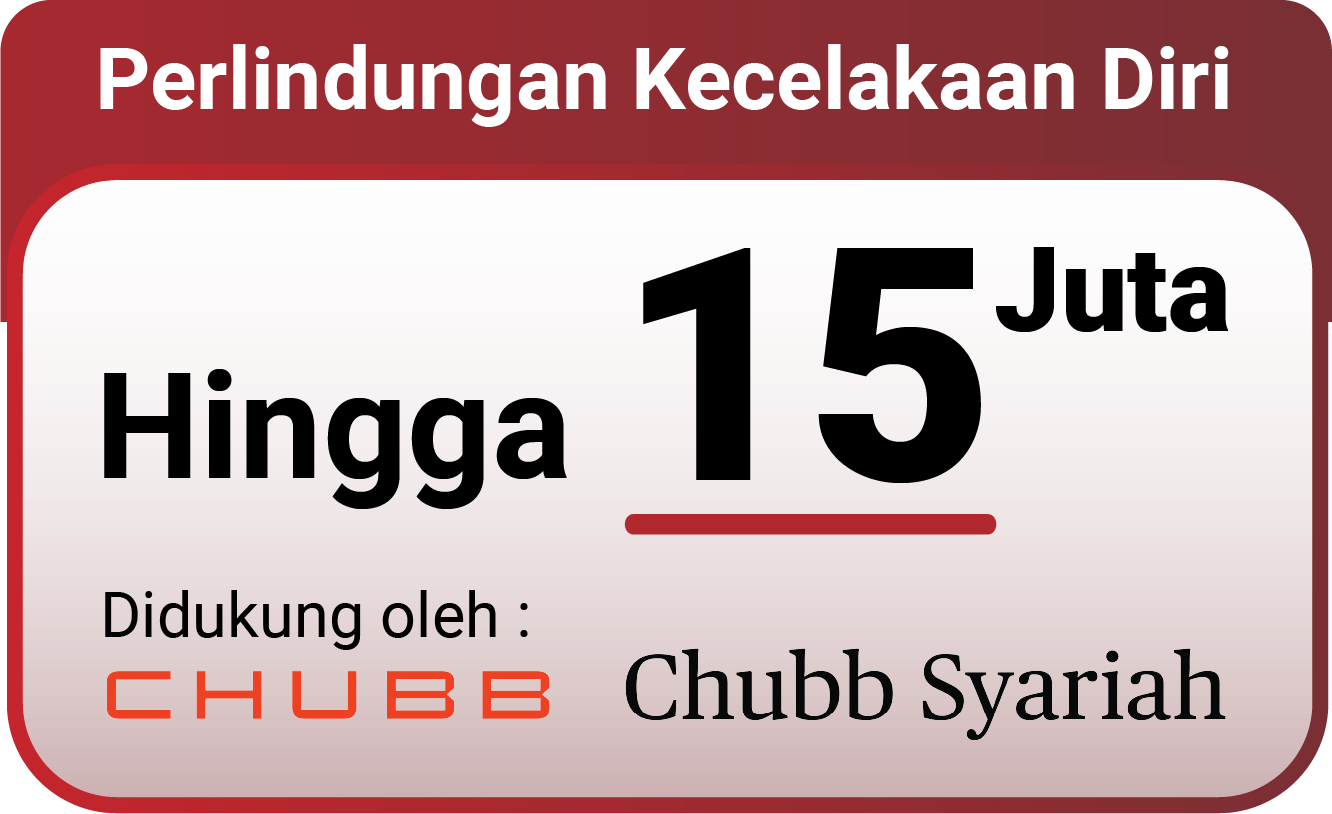 Perlindungan Kecelakaan Diri
Hingga 15 Juta
Didukung oleh :
CHUBB Chubb Syariah